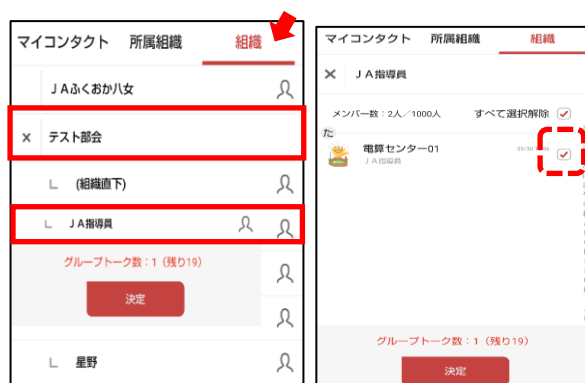 マイコンタクト 所属組織 組織
JAふくおか八女
× テスト部会
∟ (組織直下)
∟ JA指導員
グループトーク数:1(残り19)
決定
∟ 星野
マイコンタクト 所属組織 組織
× JA指導員
メンバー数:2人/1000人 すべて選択解除
た
電算センター01
JA指導員
グループトーク数:1(残り19)
決定